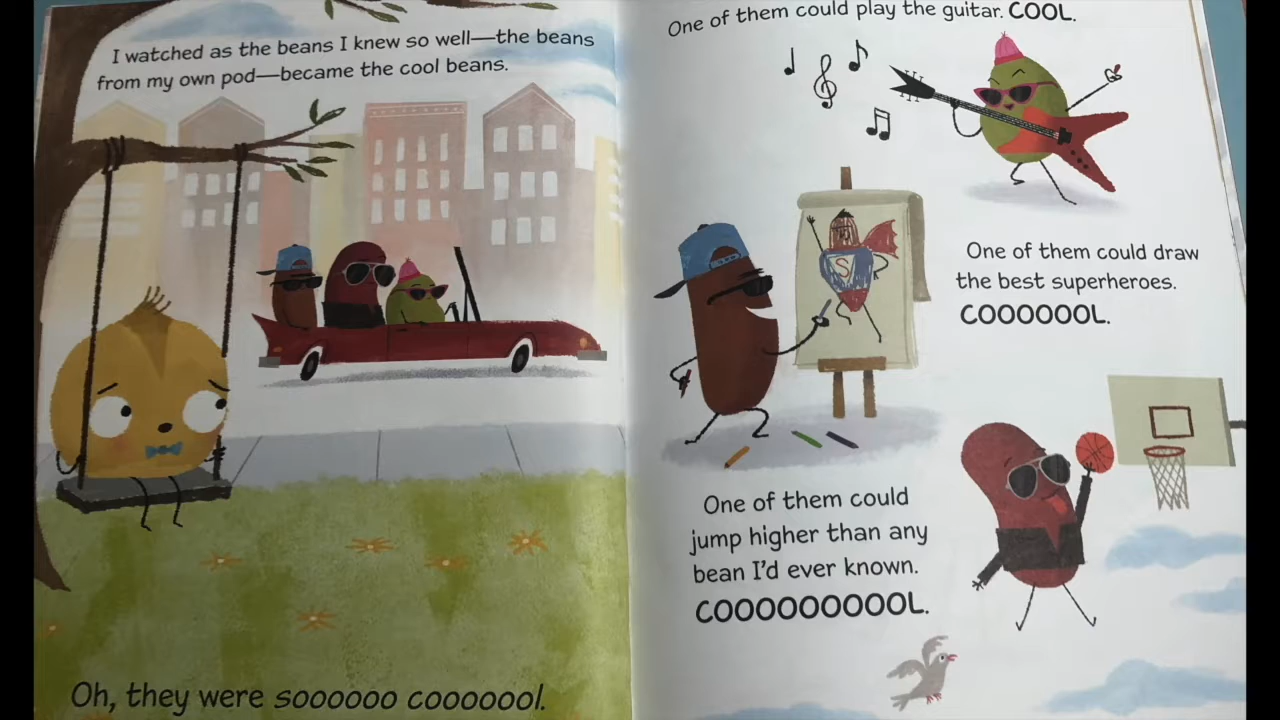 I watched as the beans I knew so well—the beans
from my own pod—became the cool beans.
Oh, they were soooooo cooooool.
One of them could play the guitar. COOL.
One of them could draw
the best superheroes.
COOOOOOL.
S
One of them could
jump higher than any
bean I'd ever known.
COOOOOOOOOL.